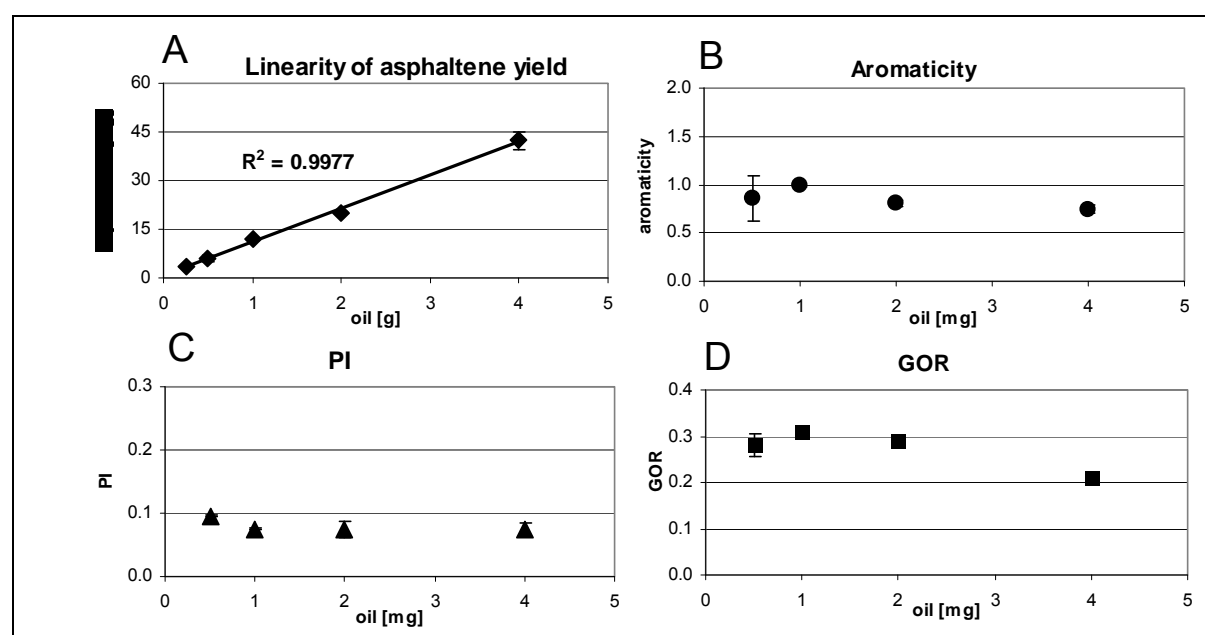 A
Linearity of asphaltene yield
60
45
30
15
0
R² = 0.9977
0 1 2 3 4 5
oil [g]
B
Aromaticity
aromaticity
2.0
1.5
1.0
0.5
0.0
0 1 2 3 4 5
oil [mg]
C
PI
PI
0.3
0.2
0.1
0.0
0 1 2 3 4 5
oil [mg]
D
GOR
GOR
0.4
0.3
0.2
0.1
0.0
0 1 2 3 4 5
oil [mg]